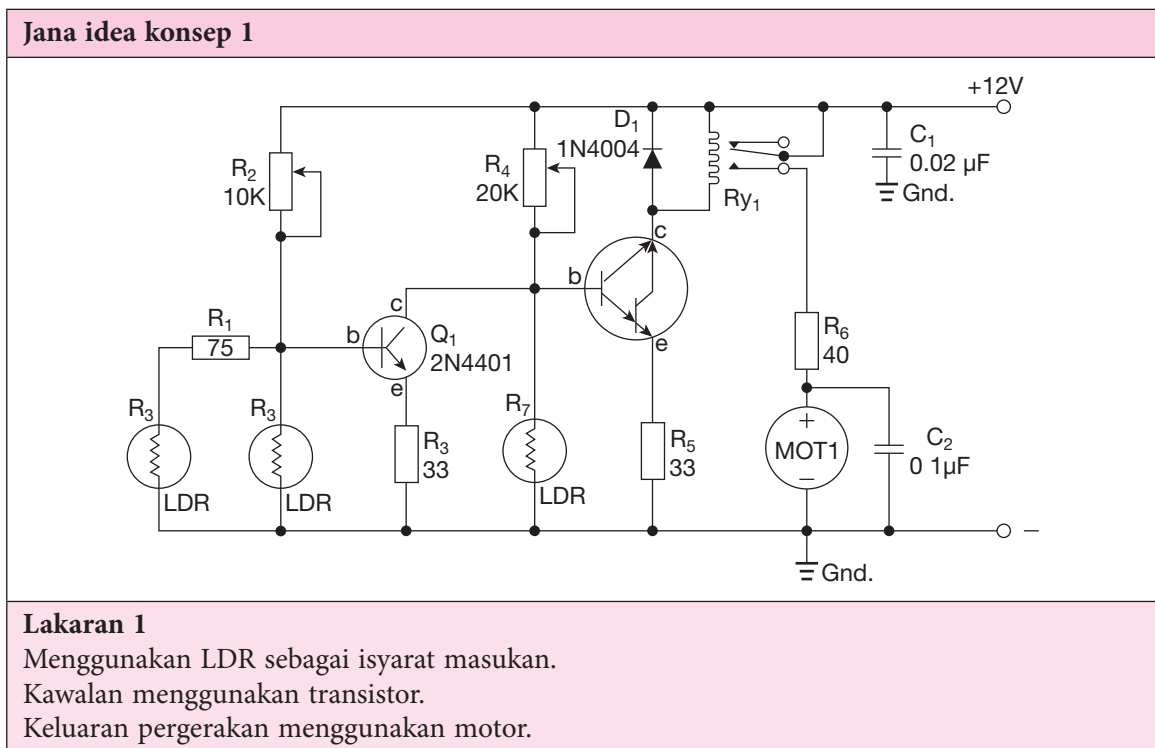 Jana idea konsep 1
+12V
D₁
1N4004
C₁
0.02 µF
Gnd.
R₂
10K
R₄
20K
Ry₁
c
b
e
R₁
75
b
c
e
Q₁
2N4401
R₆
40
R₃
LDR
R₃
LDR
R₃
33
R₇
LDR
R₅
33
+
MOT1
–
C₂
0 1µF
–
Gnd.
Lakaran 1
Menggunakan LDR sebagai isyarat masukan.
Kawalan menggunakan transistor.
Keluaran pergerakan menggunakan motor.